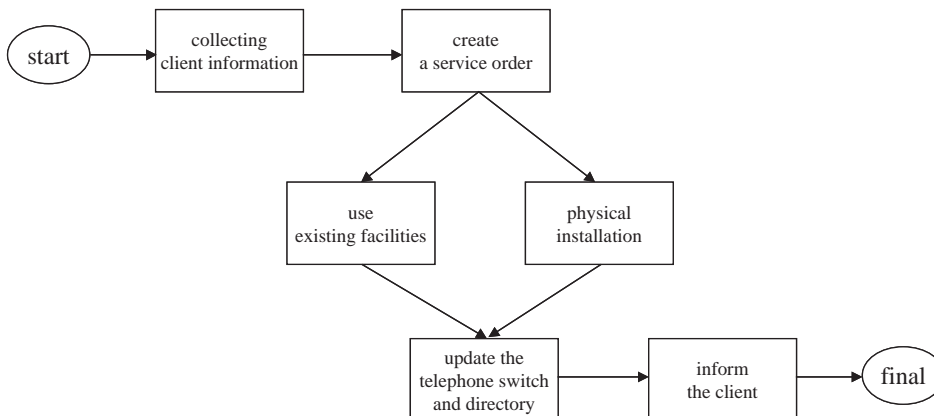 start
collecting
client information
create
a service order
use
existing facilities
physical
installation
update the
telephone switch
and directory
inform
the client
final